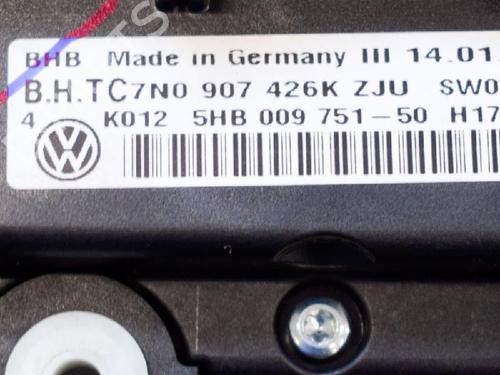 BHB Made in Germany III 14.01.
B.H.TC7N0 907 426K ZJU SW0
4 K012 5HB 009 751-50 H17